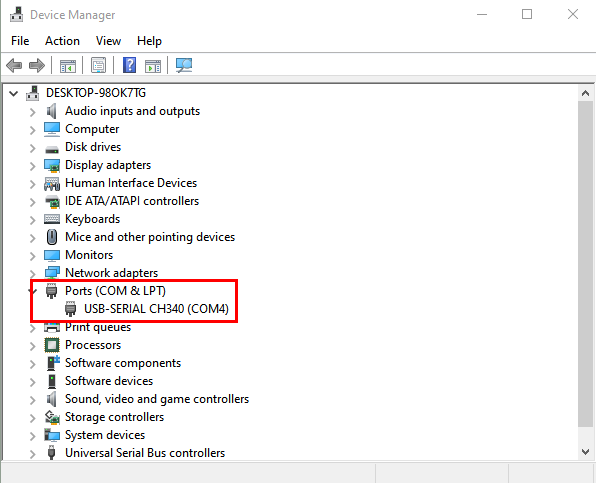 Device Manager
File Action View Help
DESKTOP-98OK7TG
Audio inputs and outputs
Computer
Disk drives
Display adapters
Human Interface Devices
IDE ATA/ATAPI controllers
Keyboards
Mice and other pointing devices
Monitors
Network adapters
Ports (COM & LPT)
USB-SERIAL CH340 (COM4)
Print queues
Processors
Software components
Software devices
Sound, video and game controllers
Storage controllers
System devices
Universal Serial Bus controllers